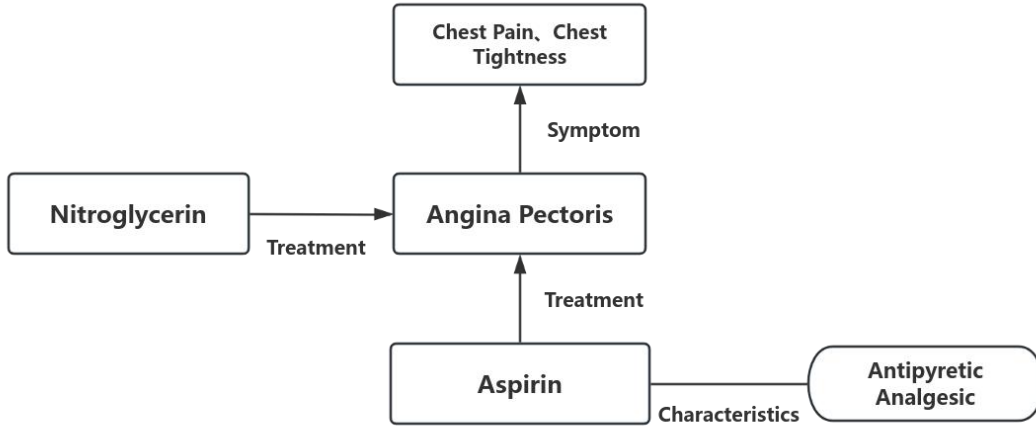 Chest Pain、Chest
Tightness
Symptom
Nitroglycerin
Angina Pectoris
Treatment
Treatment
Aspirin
Antipyretic
Analgesic
Characteristics